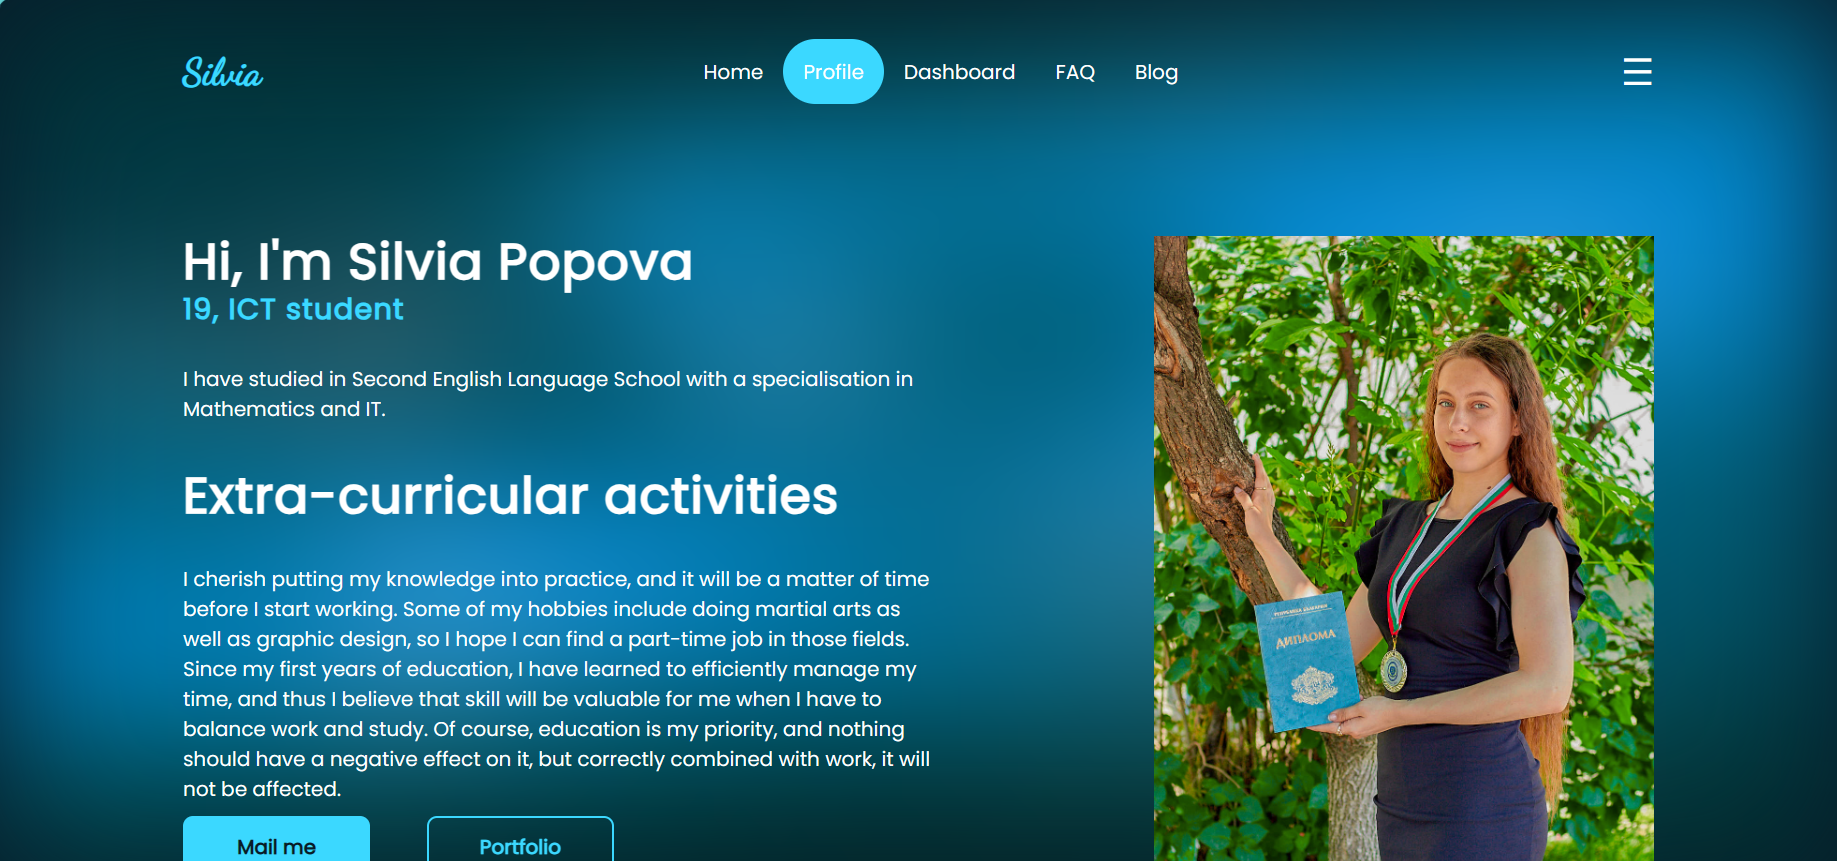 Silvia
Home Profile Dashboard FAQ Blog
Hi, I'm Silvia Popova
19, ICT student
I have studied in Second English Language School with a specialisation in
Mathematics and IT.
Extra-curricular activities
I cherish putting my knowledge into practice, and it will be a matter of time
before I start working. Some of my hobbies include doing martial arts as
well as graphic design, so I hope I can find a part-time job in those fields.
Since my first years of education, I have learned to efficiently manage my
time, and thus I believe that skill will be valuable for me when I have to
balance work and study. Of course, education is my priority, and nothing
should have a negative effect on it, but correctly combined with work, it will
not be affected.
Mail me Portfolio
РЕПУБЛИКА БЪЛГАРИЯ
ДИПЛОМА